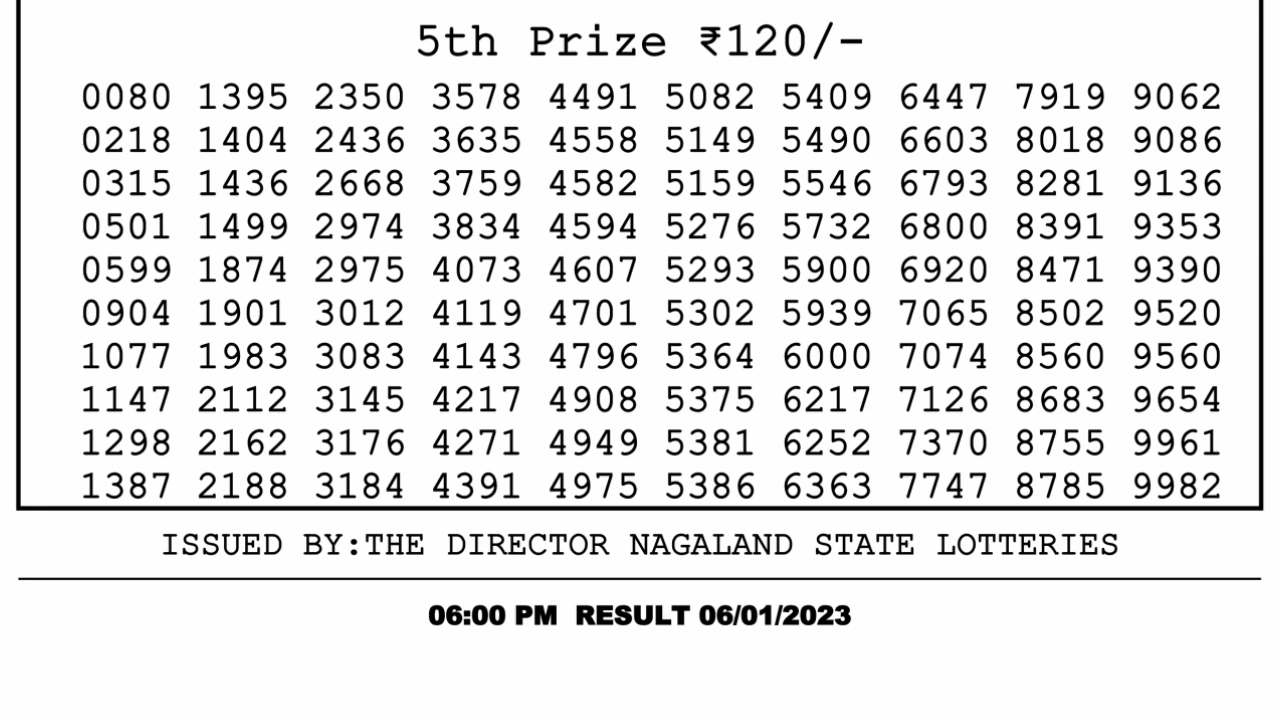 5th Prize ₹120/-
0080 1395 2350 3578 4491 5082 5409 6447 7919 9062
0218 1404 2436 3635 4558 5149 5490 6603 8018 9086
0315 1436 2668 3759 4582 5159 5546 6793 8281 9136
0501 1499 2974 3834 4594 5276 5732 6800 8391 9353
0599 1874 2975 4073 4607 5293 5900 6920 8471 9390
0904 1901 3012 4119 4701 5302 5939 7065 8502 9520
1077 1983 3083 4143 4796 5364 6000 7074 8560 9560
1147 2112 3145 4217 4908 5375 6217 7126 8683 9654
1298 2162 3176 4271 4949 5381 6252 7370 8755 9961
1387 2188 3184 4391 4975 5386 6363 7747 8785 9982
ISSUED BY:THE DIRECTOR NAGALAND STATE LOTTERIES
06:00 PM RESULT 06/01/2023